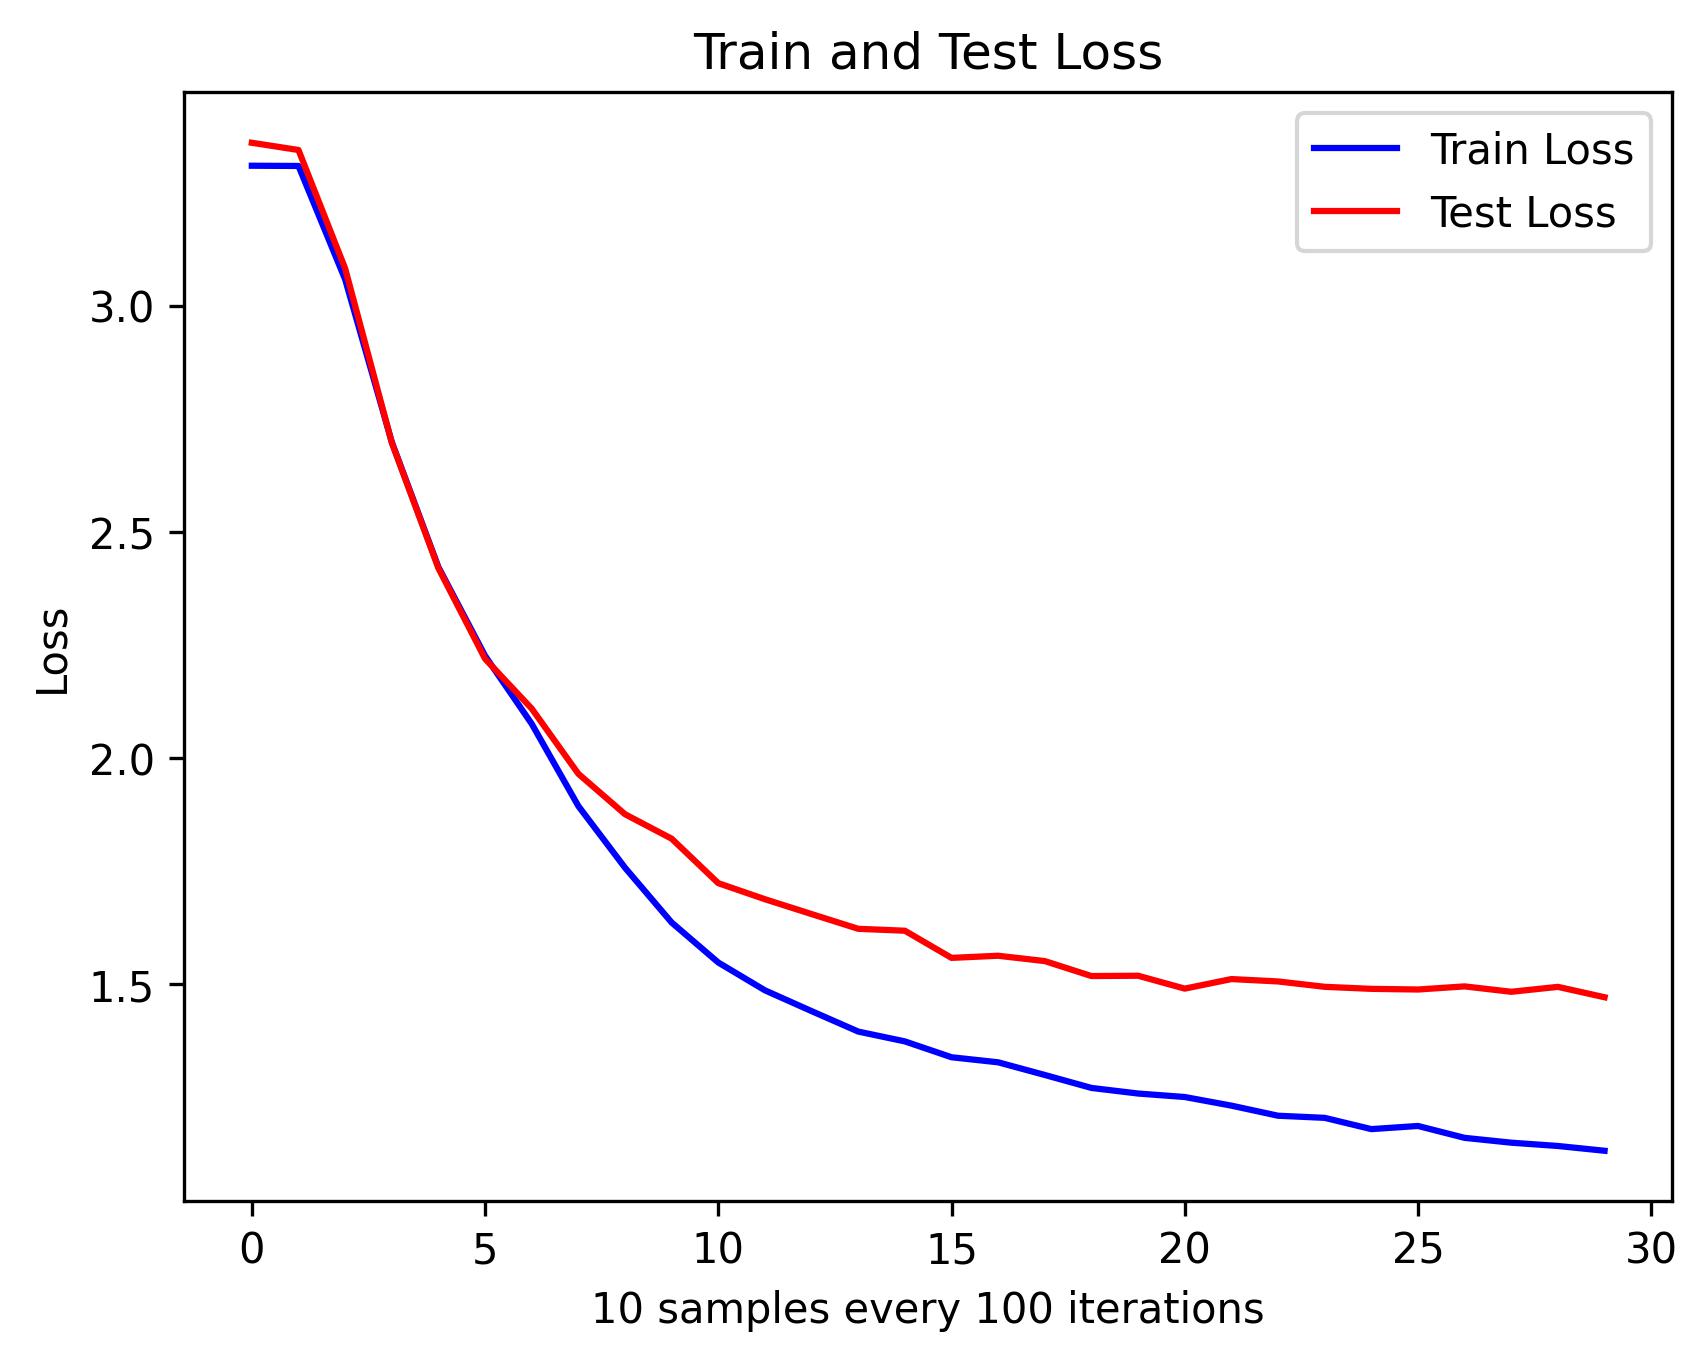 Train and Test Loss
Train Loss
Test Loss
Loss
3.0
2.5
2.0
1.5
0 5 10 15 20 25 30
10 samples every 100 iterations